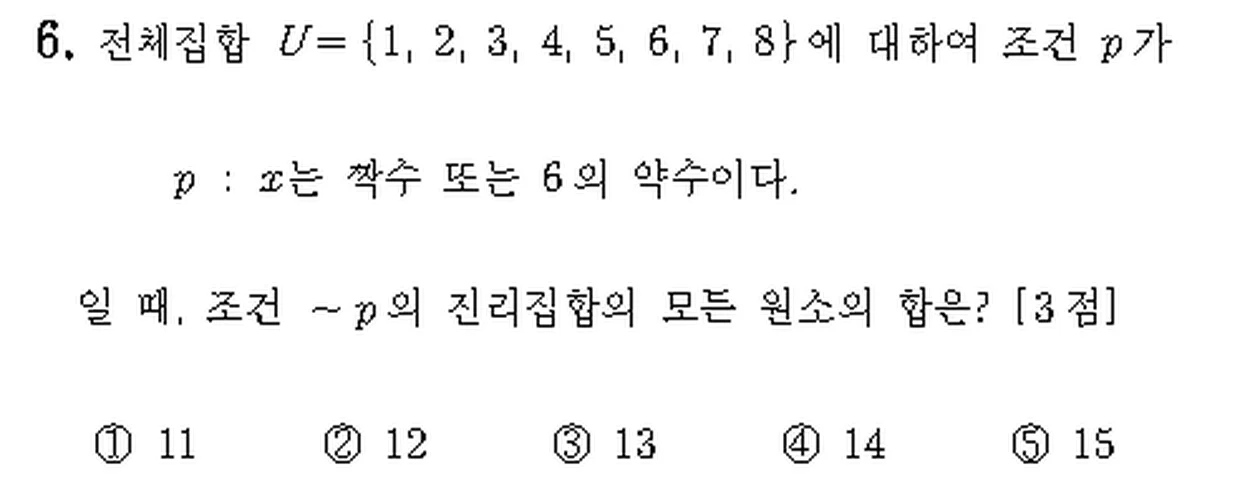 6. 전체집합 U={1, 2, 3, 4, 5, 6, 7, 8}에 대하여 조건 p가
p : x는 짝수 또는 6의 약수이다.
일 때, 조건 ~p의 진리집합의 모든 원소의 합은? [3점]
① 11 ② 12 ③ 13 ④ 14 ⑤ 15